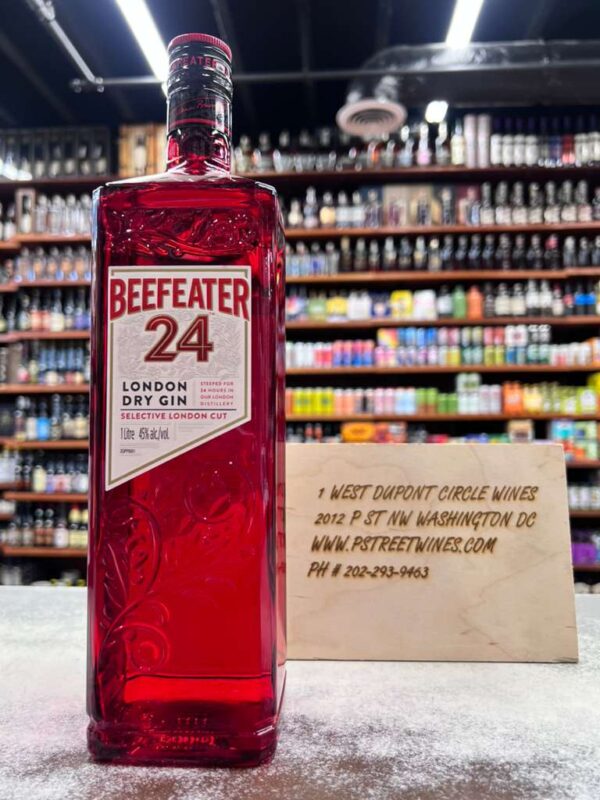 BEEFEATER
BEEFEATER
24
LONDON
DRY GIN
STEEPED FOR
24 HOURS IN
OUR LONDON
DISTILLERY
SELECTIVE LONDON CUT
1 Litre 45% alc./vol.
1 WEST DUPONT CIRCLE WINES
2012 P ST NW WASHINGTON DC
WWW.PSTREETWINES.COM
PH # 202-293-9463